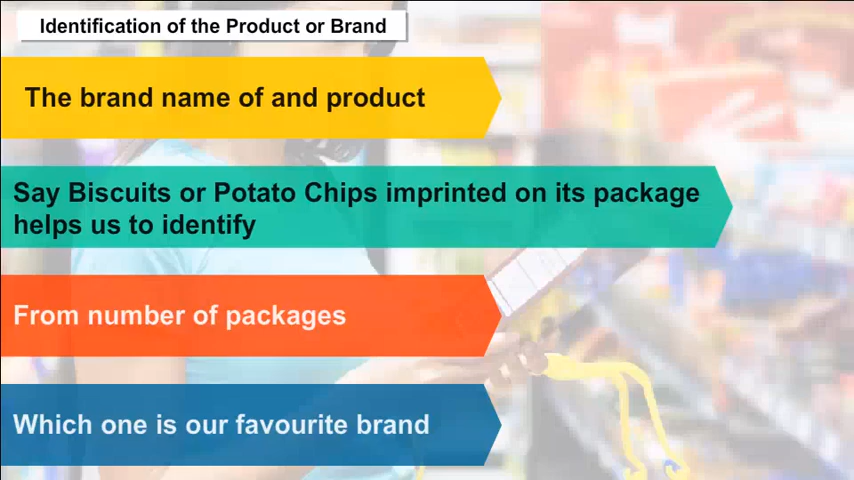 Identification of the Product or Brand
The brand name of and product
Say Biscuits or Potato Chips imprinted on its package
helps us to identify
From number of packages
Which one is our favourite brand